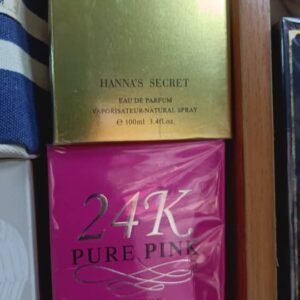 HANNA'S SECRET
EAU DE PARFUM
VAPORISATEUR-NATURAL SPRAY
℮ 100ml 3.4fl.oz.
24K
PURE PINK